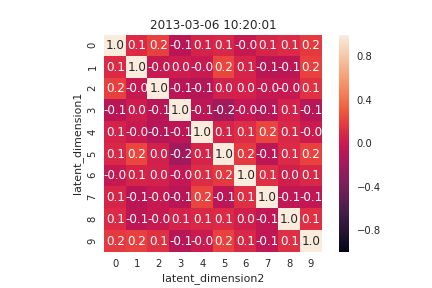 2013-03-06 10:20:01
0 1.0 0.1 0.2 -0.1 0.1 0.1 -0.0 0.1 0.1 0.2
1 0.1 1.0 -0.0 0.0 -0.0 0.2 0.1 -0.1 -0.1 0.2
2 0.2 -0.0 1.0 -0.1 -0.1 0.0 0.0 -0.0 -0.0 0.1
3 -0.1 0.0 -0.1 1.0 -0.1 -0.2 -0.0 -0.0 0.1 -0.1
4 0.1 -0.0 -0.1 -0.1 1.0 0.1 0.1 0.2 0.1 -0.0
5 0.1 0.2 0.0 -0.2 0.1 1.0 0.2 -0.1 0.1 0.2
6 -0.0 0.1 0.0 -0.0 0.1 0.2 1.0 0.0 0.0 0.1
7 0.1 -0.1 -0.0 -0.0 0.2 -0.1 0.0 1.0 -0.1 -0.1
8 0.1 -0.1 -0.0 0.1 0.1 0.1 0.0 -0.1 1.0 0.1
9 0.2 0.2 0.1 -0.1 -0.0 0.2 0.1 -0.1 0.1 1.0
0 1 2 3 4 5 6 7 8 9
latent_dimension2
latent_dimension1
0.8
0.4
0.0
-0.4
-0.8